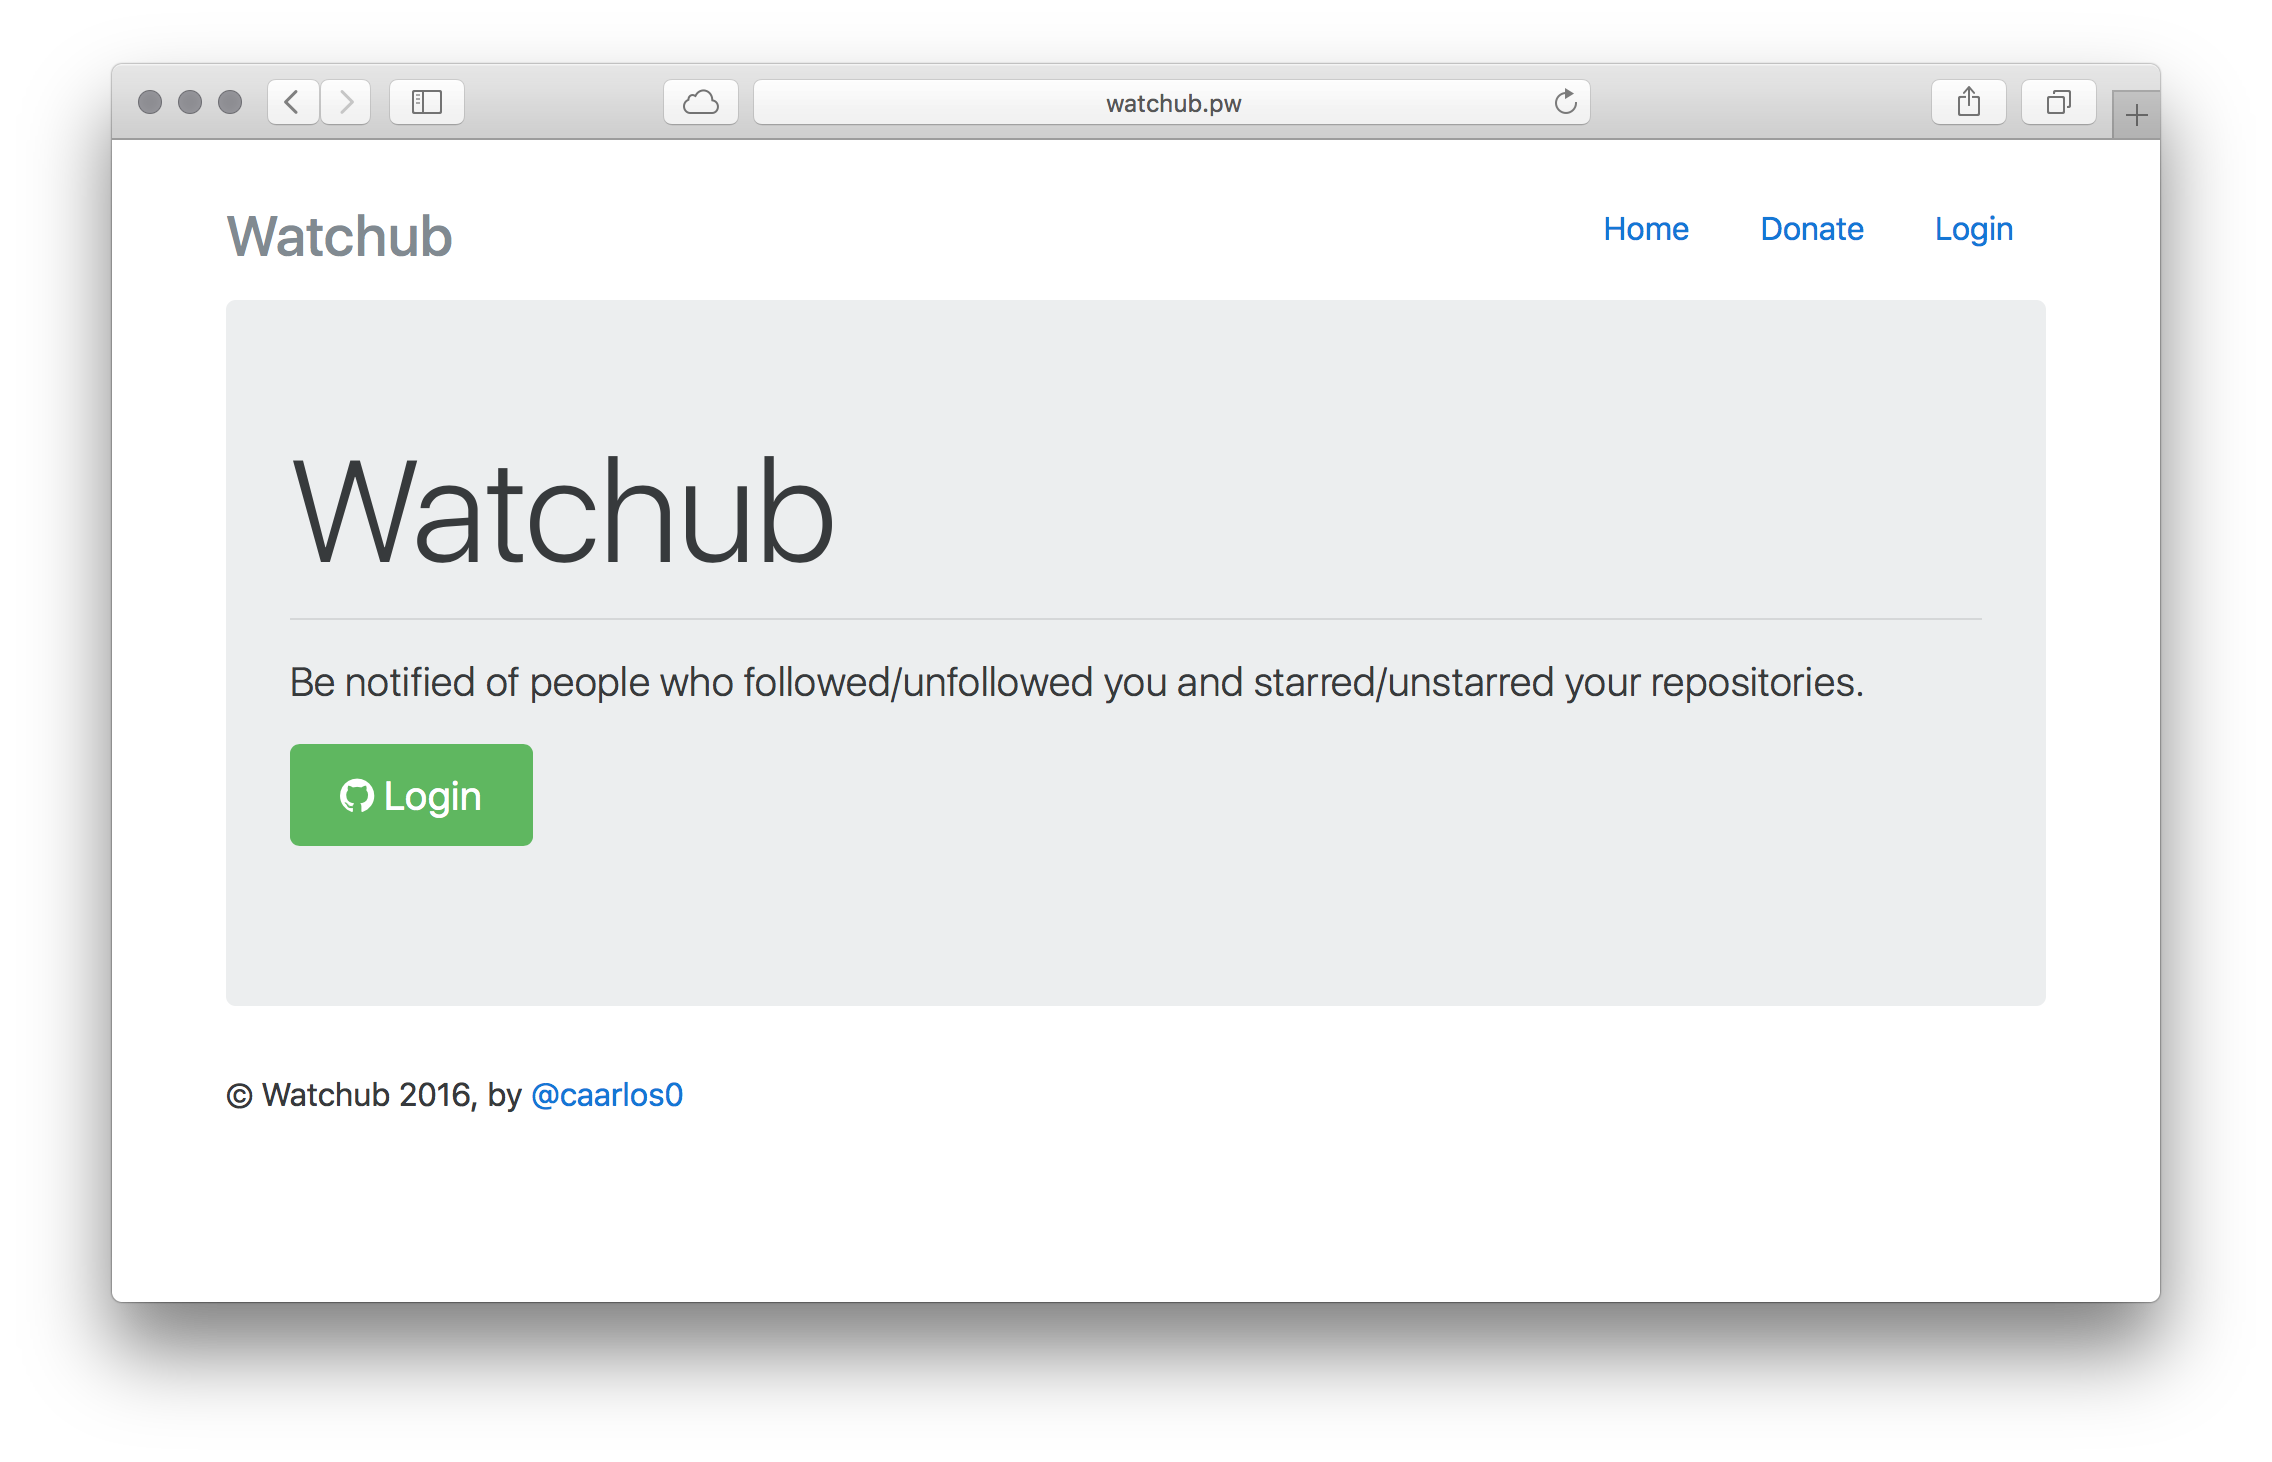 watchub.pw
Watchub
Home
Donate
Login
Watchub
Be notified of people who followed/unfollowed you and starred/unstarred your repositories.
Login
© Watchub 2016, by @caarlos0